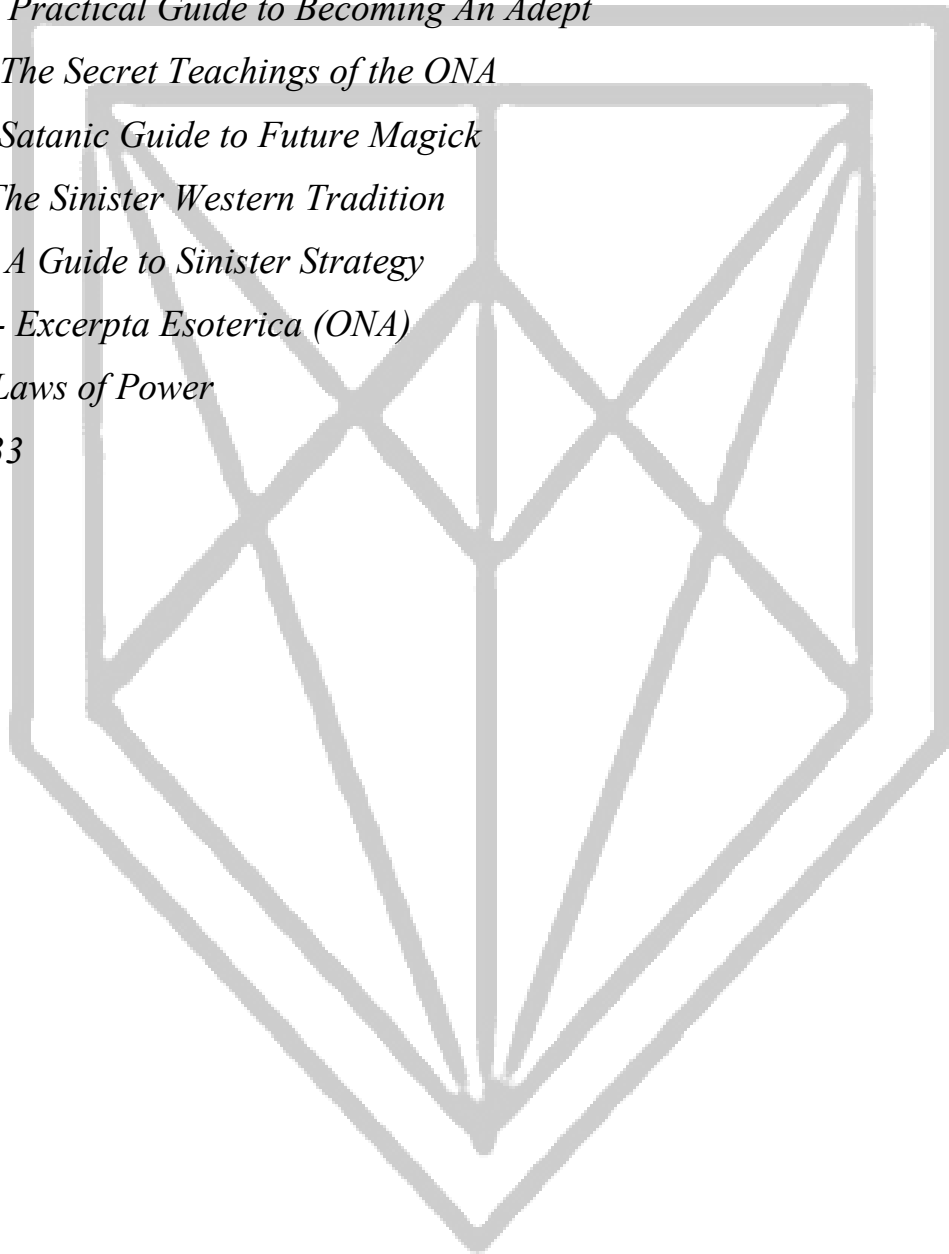 Practical Guide to Becoming An Adept
The Secret Teachings of the ONA
Satanic Guide to Future Magick
The Sinister Western Tradition
A Guide to Sinister Strategy
- Excerpta Esoterica (ONA)
Laws of Power
33